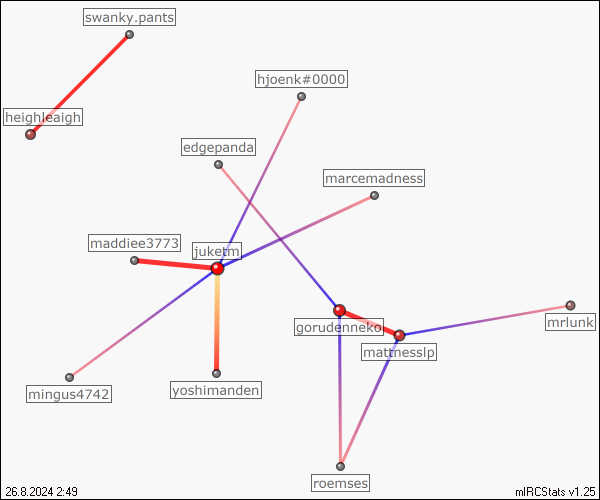 swanky.pants
heighleaigh
hjoenk#0000
edgepanda
marcemadness
maddiee3773
juketm
gorudenneko
mrlunk
mattnesslp
mingus4742
yoshimanden
roemses
26.8.2024 2:49
mIRCStats v1.25